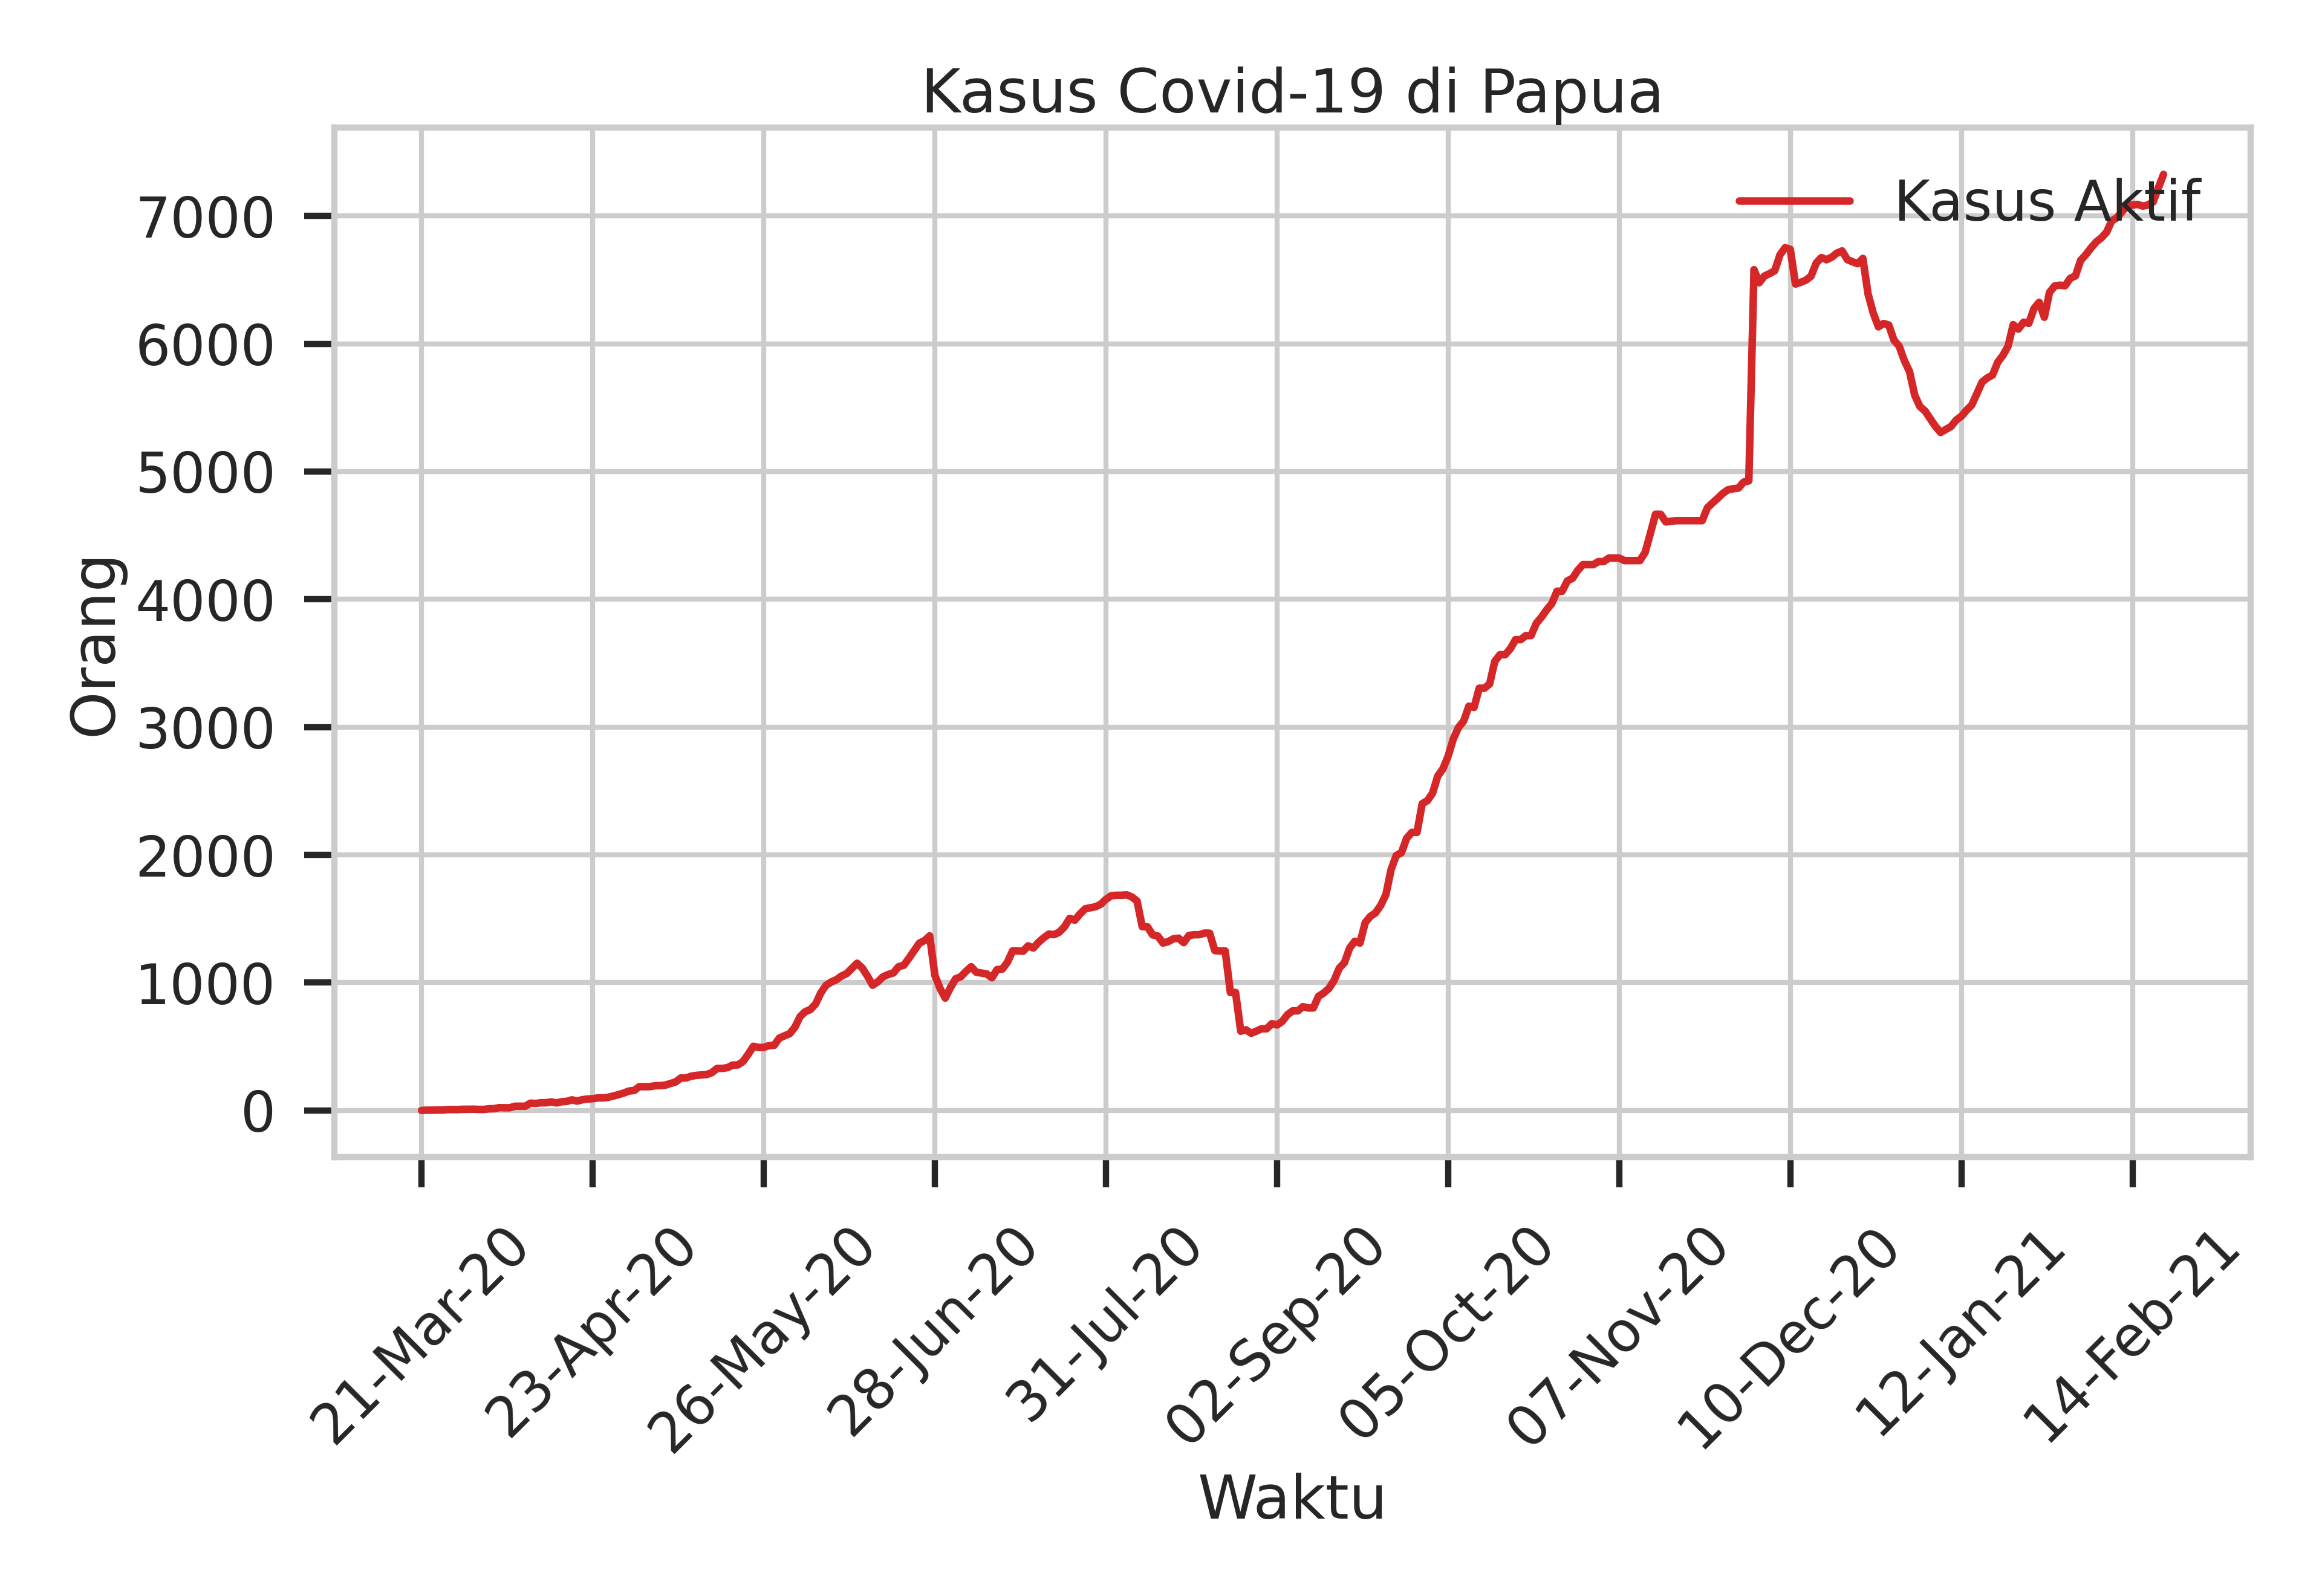 Kasus Covid-19 di Papua
Kasus Aktif
Orang
7000
6000
5000
4000
3000
2000
1000
0
21-Mar-20
23-Apr-20
26-May-20
28-Jun-20
31-Jul-20
02-Sep-20
05-Oct-20
07-Nov-20
10-Dec-20
12-Jan-21
14-Feb-21
Waktu